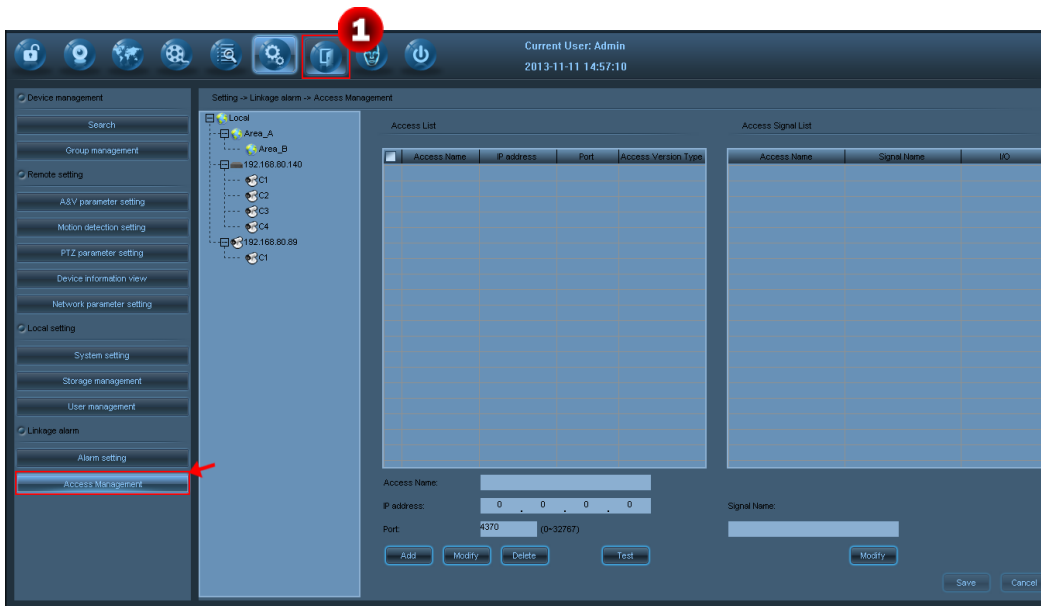 1
Current User: Admin
2013-11-11 14:57:10
Device management
Search
Group management
Remote setting
A&V parameter setting
Motion detection setting
PTZ parameter setting
Device information view
Network parameter setting
Local setting
System setting
Storage management
User management
Linkage alarm
Alarm setting
Access Management
Setting -> Linkage alarm -> Access Management
Local
Area_A
Area_B
192.168.80.140
C1
C2
C3
C4
192.168.80.89
C1
Access List
Access Name IP address Port Access Version Type
Access Name:
IP address: 0 . 0 . 0 . 0
Port: 4370 (0~32767)
Add Modify Delete Test
Access Signal List
Access Name Signal Name I/O
Signal Name:
Modify
Save Cancel